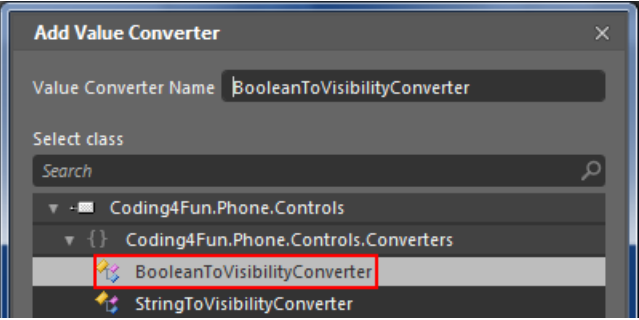 Add Value Converter
Value Converter Name BooleanToVisibilityConverter
Select class
Search
Coding4Fun.Phone.Controls
{} Coding4Fun.Phone.Controls.Converters
BooleanToVisibilityConverter
StringToVisibilityConverter